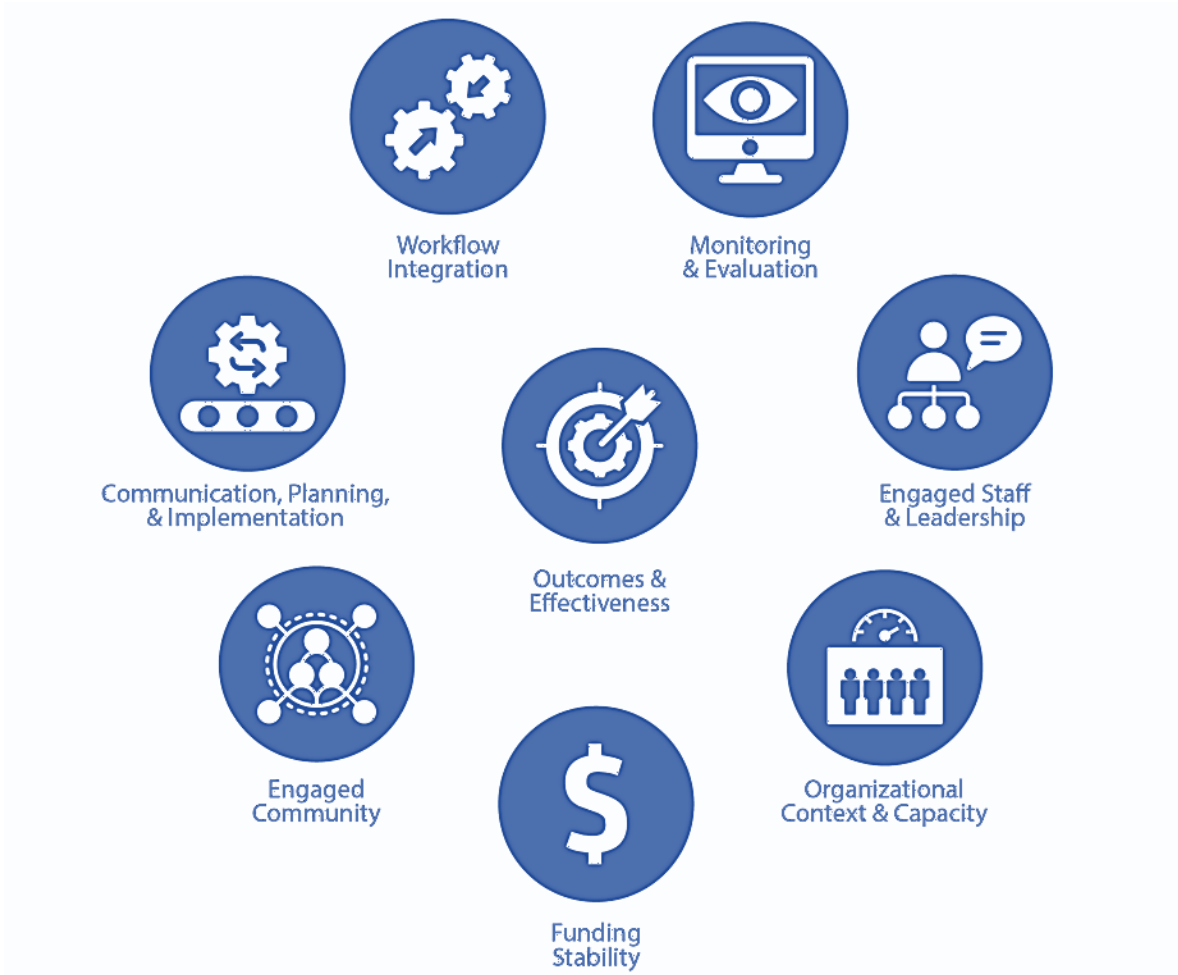 Workflow
Integration
Monitoring
& Evaluation
Communication, Planning,
& Implementation
Engaged Staff
& Leadership
Outcomes &
Effectiveness
Engaged
Community
Organizational
Context & Capacity
$
Funding
Stability